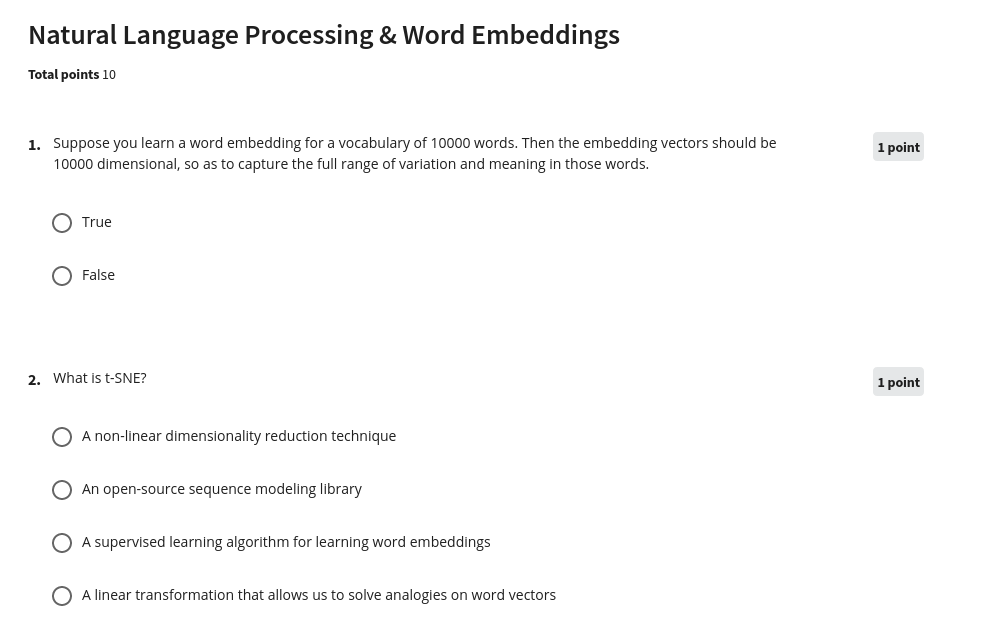 Natural Language Processing & Word Embeddings
Total points 10
1. Suppose you learn a word embedding for a vocabulary of 10000 words. Then the embedding vectors should be
10000 dimensional, so as to capture the full range of variation and meaning in those words.
1 point
True
False
2. What is t-SNE?
1 point
A non-linear dimensionality reduction technique
An open-source sequence modeling library
A supervised learning algorithm for learning word embeddings
A linear transformation that allows us to solve analogies on word vectors